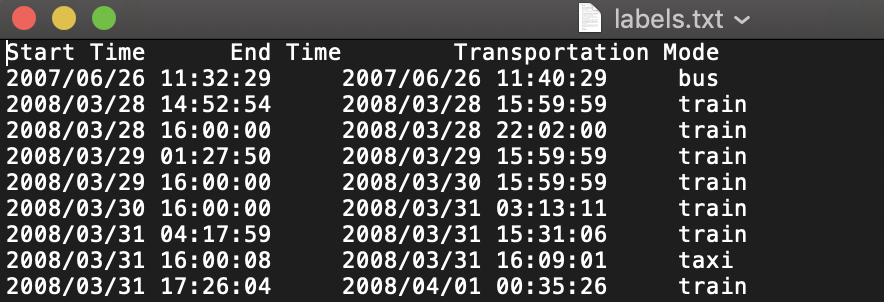 labels.txt
Start Time End Time Transportation Mode
2007/06/26 11:32:29 2007/06/26 11:40:29 bus
2008/03/28 14:52:54 2008/03/28 15:59:59 train
2008/03/28 16:00:00 2008/03/28 22:02:00 train
2008/03/29 01:27:50 2008/03/29 15:59:59 train
2008/03/29 16:00:00 2008/03/30 15:59:59 train
2008/03/30 16:00:00 2008/03/31 03:13:11 train
2008/03/31 04:17:59 2008/03/31 15:31:06 train
2008/03/31 16:00:08 2008/03/31 16:09:01 taxi
2008/03/31 17:26:04 2008/04/01 00:35:26 train